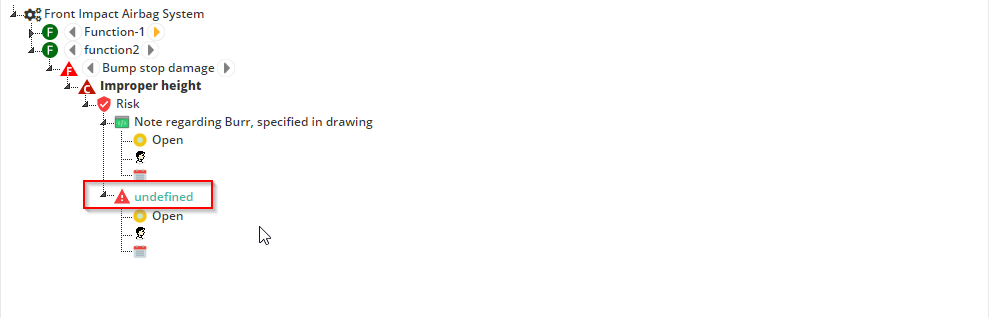 Front Impact Airbag System
F Function-1
F function2
F Bump stop damage
C Improper height
Risk
Note regarding Burr, specified in drawing
Open
undefined
Open